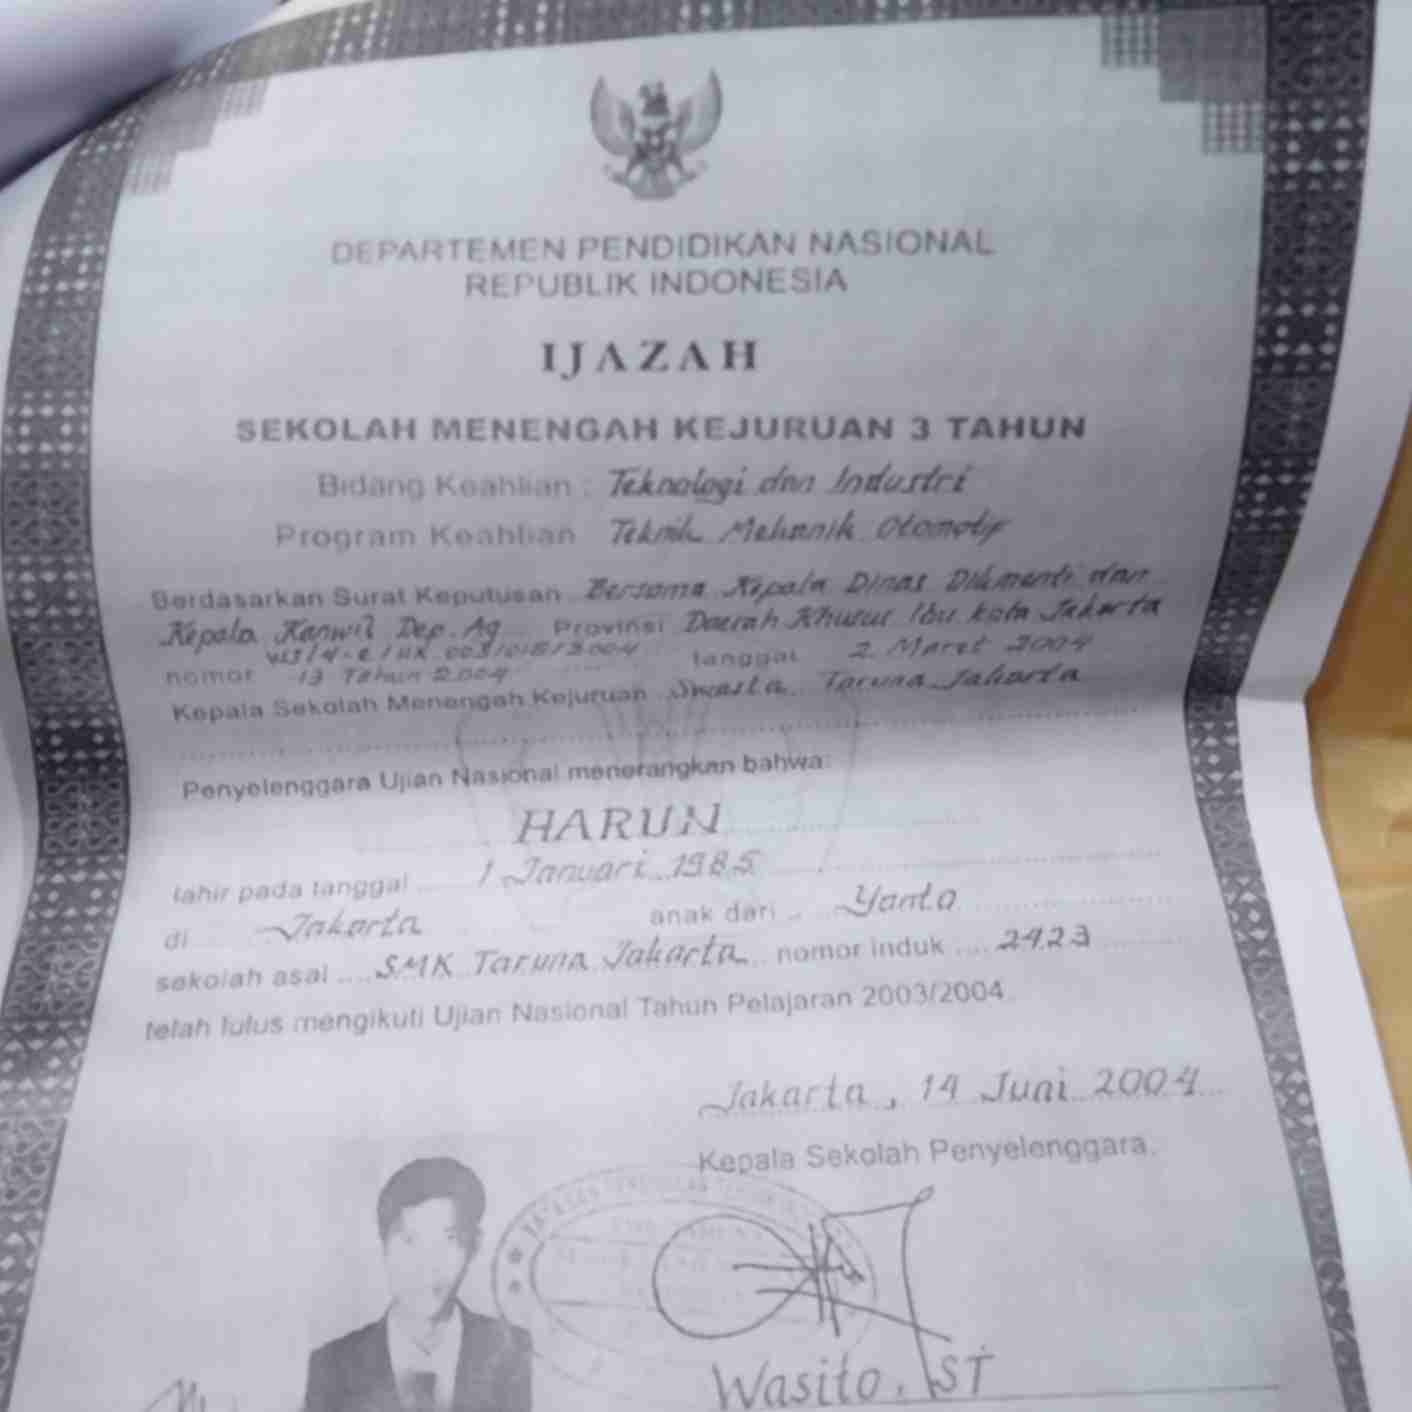 DEPARTEMEN PENDIDIKAN NASIONAL
REPUBLIK INDONESIA
IJAZAH
SEKOLAH MENENGAH KEJURUAN 3 TAHUN
Bidang Keahlian : Teknologi dan Industri
Program Keahlian Teknik Mekanik Otomotif
Berdasarkan Surat Keputusan Bersama Kepala Dinas Dikmenti dan
Kepala Kanwil Dep. Ag Provinsi Daerah Khusus Ibu kota Jakarta
nomor 13 Tahun 2004 tanggal 2 Maret 2004
Kepala Sekolah Menengah Kejuruan Swasta Taruna Jakarta
Penyelenggara Ujian Nasional menerangkan bahwa:
HARUN
lahir pada tanggal 1 Januari 1985
di Jakarta anak dari Yanto
sekolah asal SMK Taruna Jakarta nomor induk 2423
telah lulus mengikuti Ujian Nasional Tahun Pelajaran 2003/2004
Jakarta, 14 Juni 2004
Kepala Sekolah Penyelenggara,
Wasito, ST